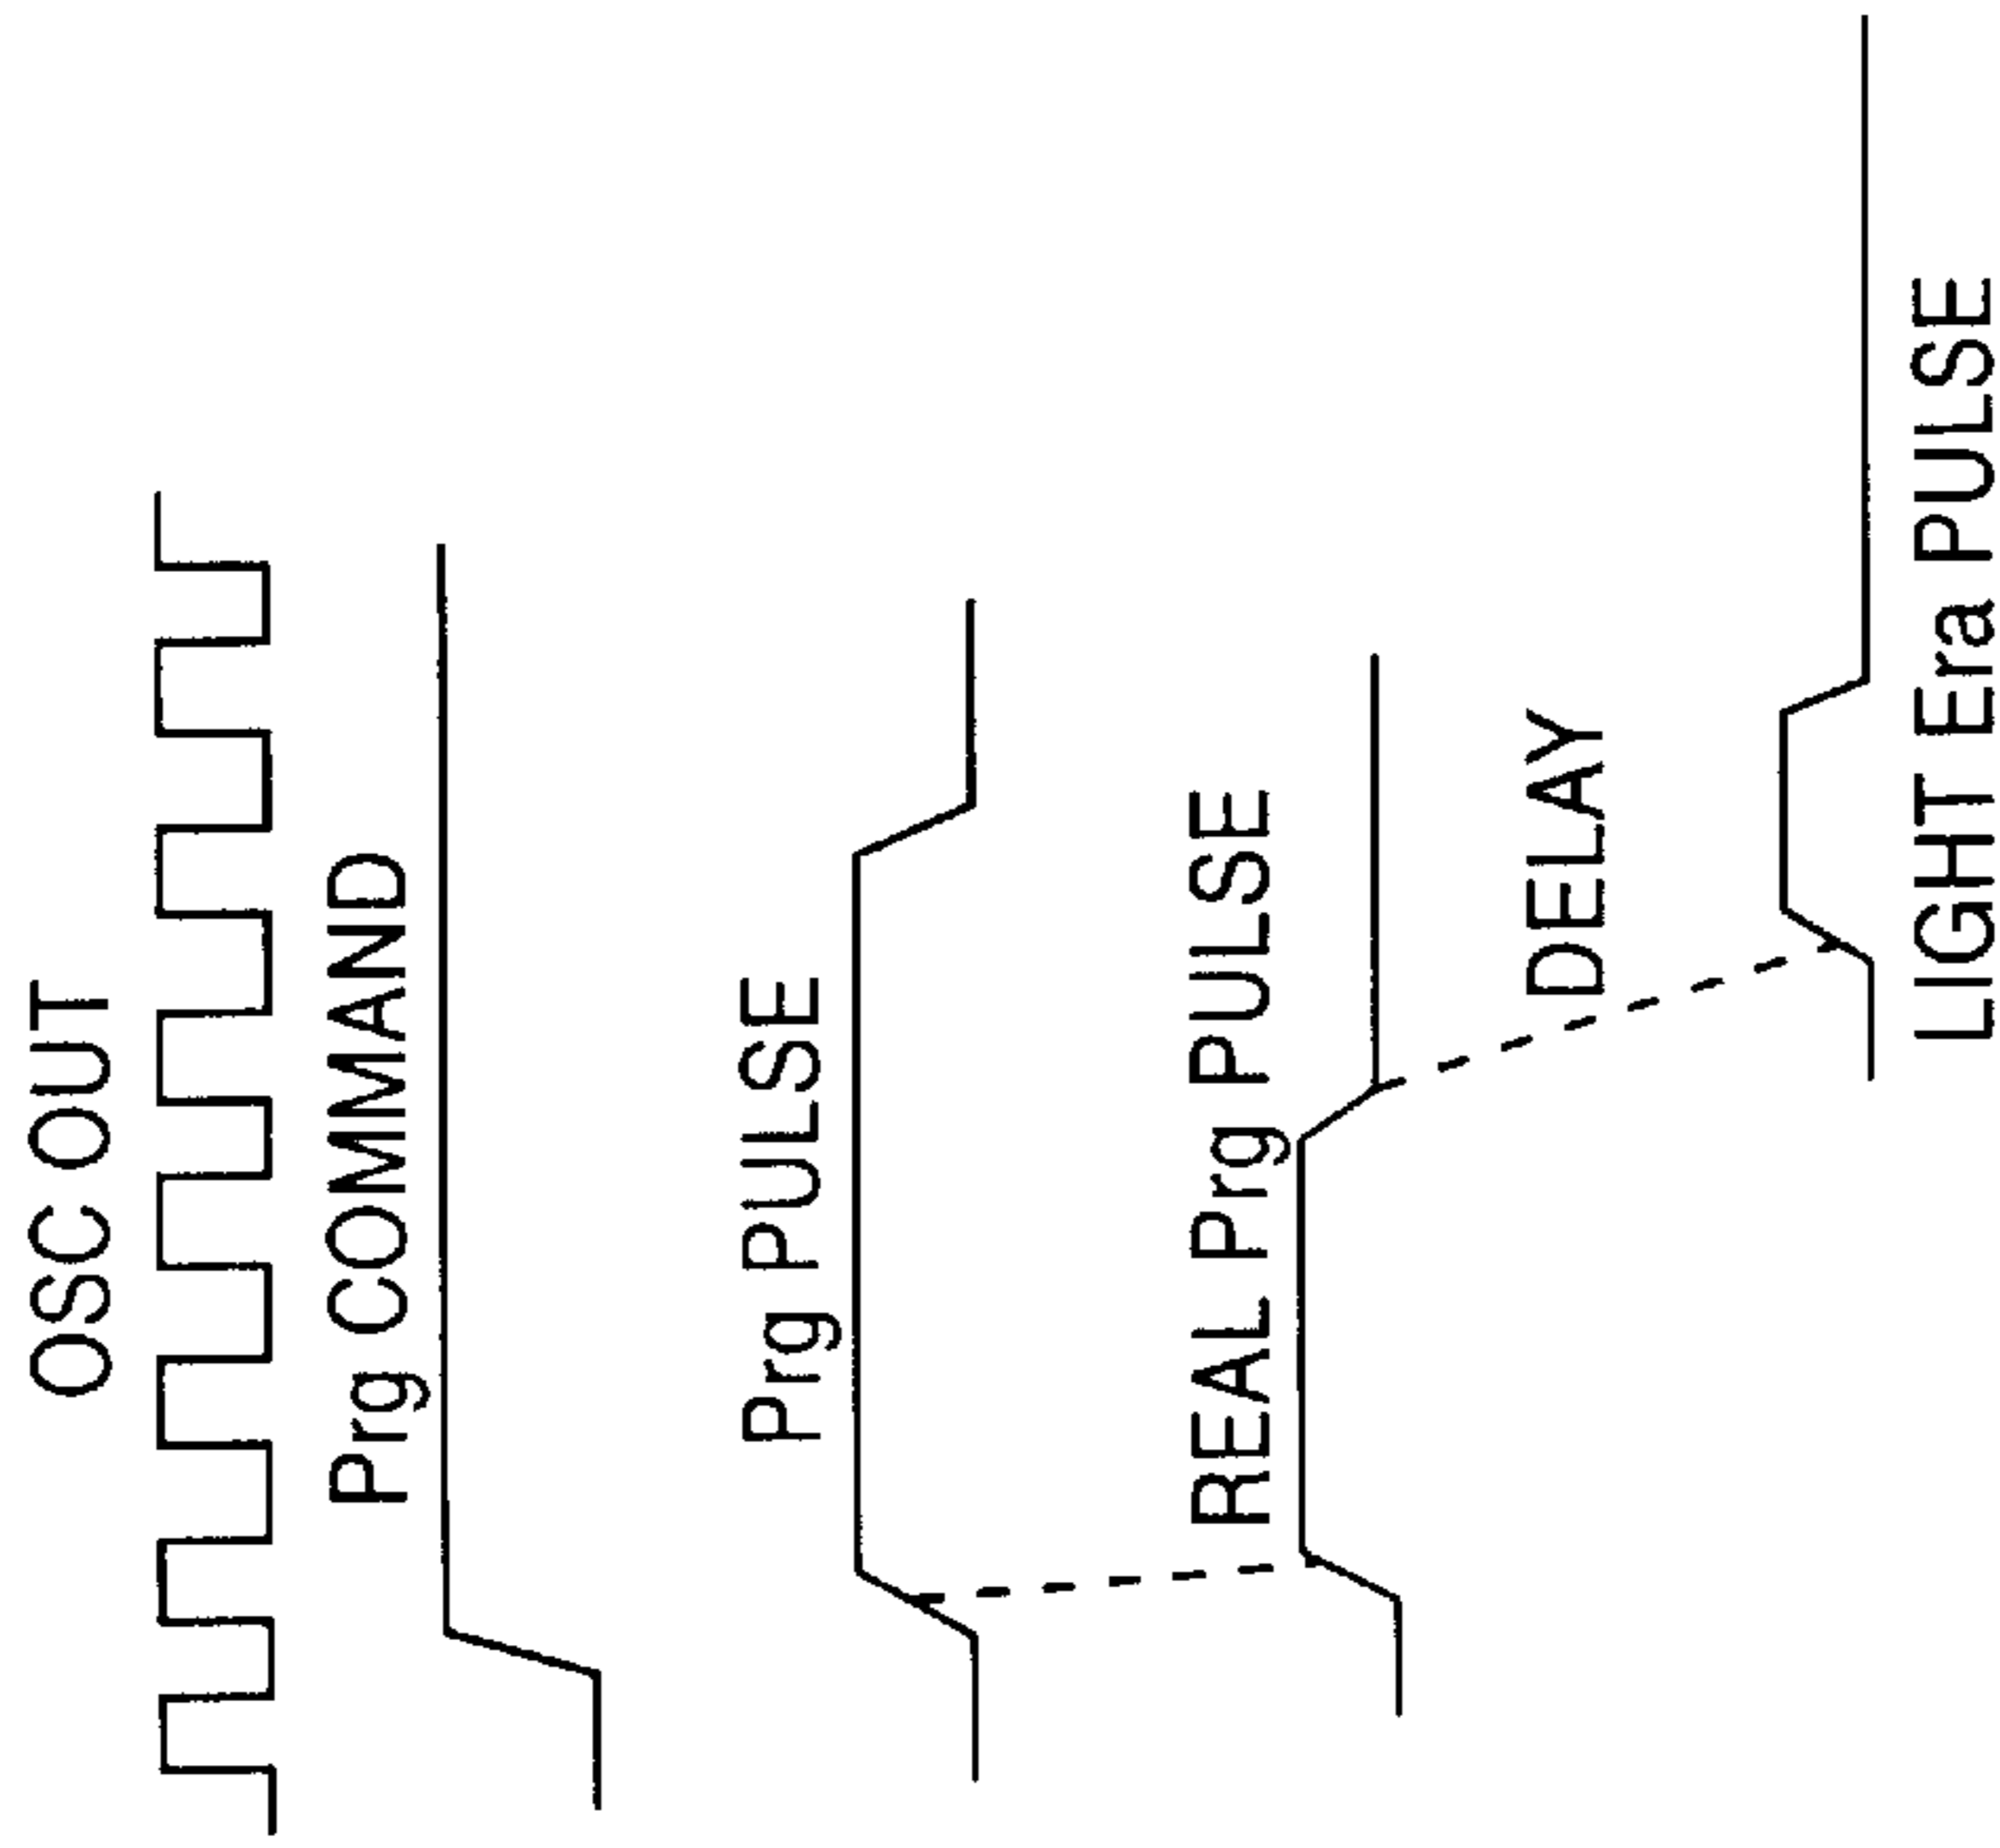 OSC OUT
Prg COMMAND
Prg PULSE
REAL Prg PULSE
DELAY
LIGHT Era PULSE